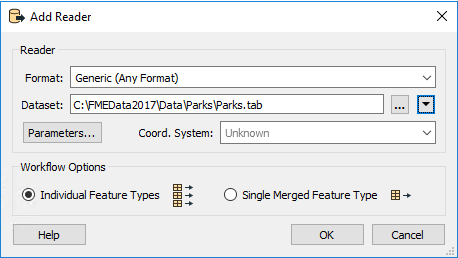 Add Reader
Reader
Format: Generic (Any Format)
Dataset: C:\FMEData2017\Data\Parks\Parks.tab ...
Parameters... Coord. System: Unknown
Workflow Options
Individual Feature Types Single Merged Feature Type
Help OK Cancel